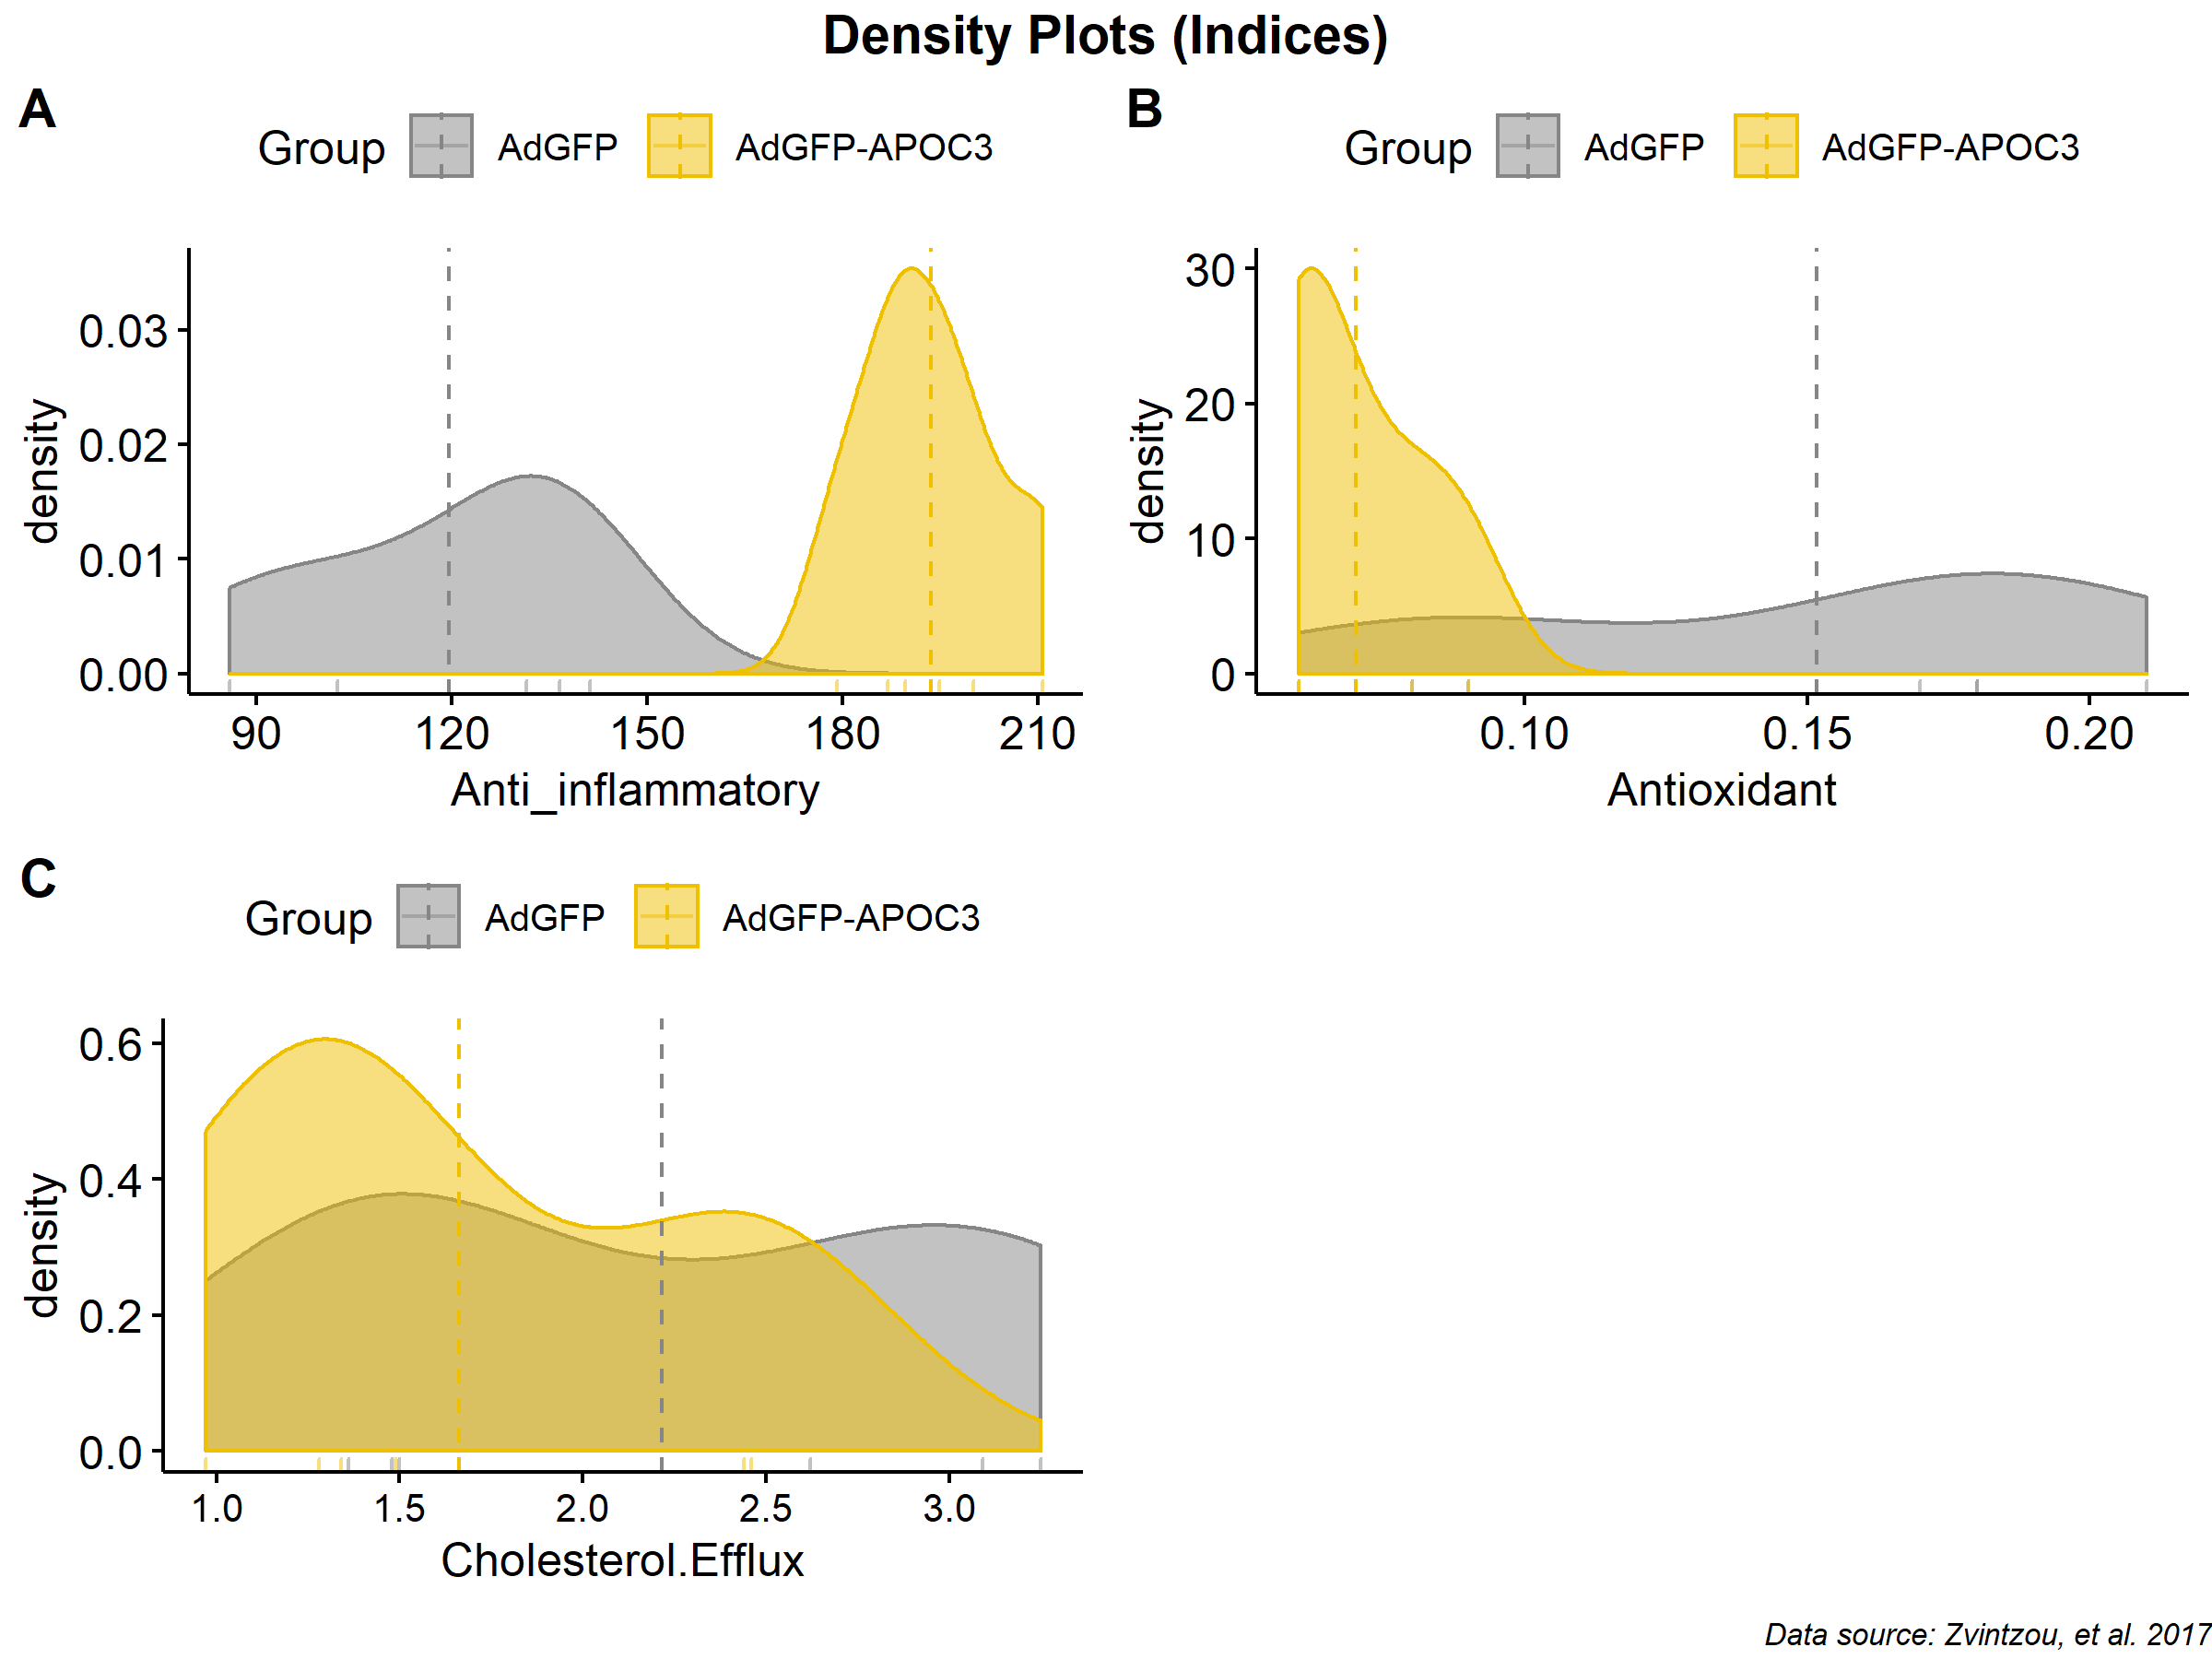 Density Plots (Indices)
A
Group AdGFP AdGFP-APOC3
density
0.03
0.02
0.01
0.00
90 120 150 180 210
Anti_inflammatory
B
Group AdGFP AdGFP-APOC3
density
30
20
10
0
0.10 0.15 0.20
Antioxidant
C
Group AdGFP AdGFP-APOC3
density
0.6
0.4
0.2
0.0
1.0 1.5 2.0 2.5 3.0
Cholesterol.Efflux
Data source: Zvintzou, et al. 2017